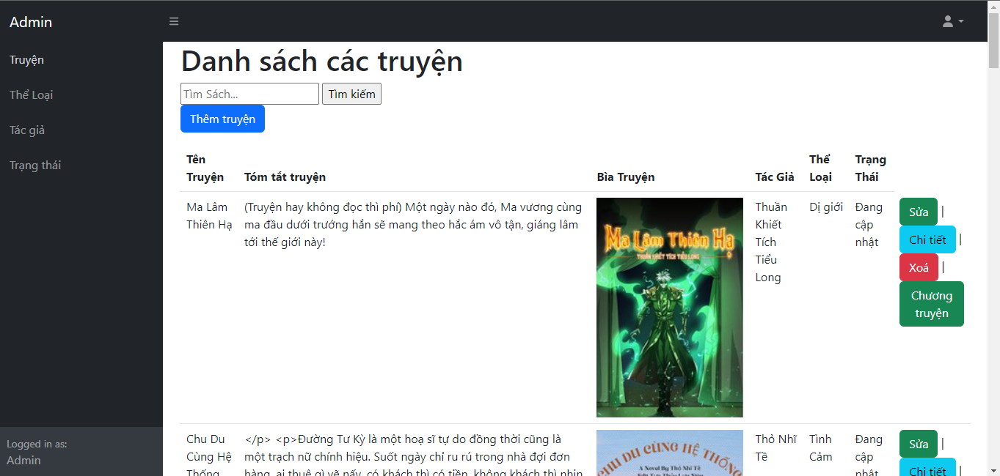 Admin
Truyện
Thể Loại
Tác giả
Trạng thái
Logged in as:
Admin
Danh sách các truyện
Tìm Sách...
Tìm kiếm
Thêm truyện
Tên
Truyện
Tóm tắt truyện
Bìa Truyện
Tác Giả
Thể
Loại
Trạng
Thái
Ma Lâm
Thiên Hạ
(Truyện hay không đọc thì phí) Một ngày nào đó, Ma vương cùng
ma đầu dưới trướng hắn sẽ mang theo hắc ám vô tận, giáng lâm
tới thế giới này!
Ma Lâm Thiên Hạ
THUẦN KHIẾT TÍCH TIỂU LONG
Thuần
Khiết
Tích
Tiểu
Long
Dị giới
Đang
cập
nhật
Sửa |
Chi tiết |
Xoá |
Chương
truyện
Chu Du
Cùng Hệ
Thống
</p> <p>Đường Tư Kỳ là một hoạ sĩ tự do đồng thời cũng là
một trạch nữ chính hiệu. Suốt ngày chỉ ru rú trong nhà đợi đơn
hàng, ai thuê gì vẽ nấy, có khách thì có tiền, không khách thì nhịn
CHU DU CÙNG HỆ THỐNG
A Novel By Thỏ Nhĩ Tề
Thỏ Nhĩ
Tề
Tình
Cảm
Đang
cập
nhật
Sửa |
Chi tiết |